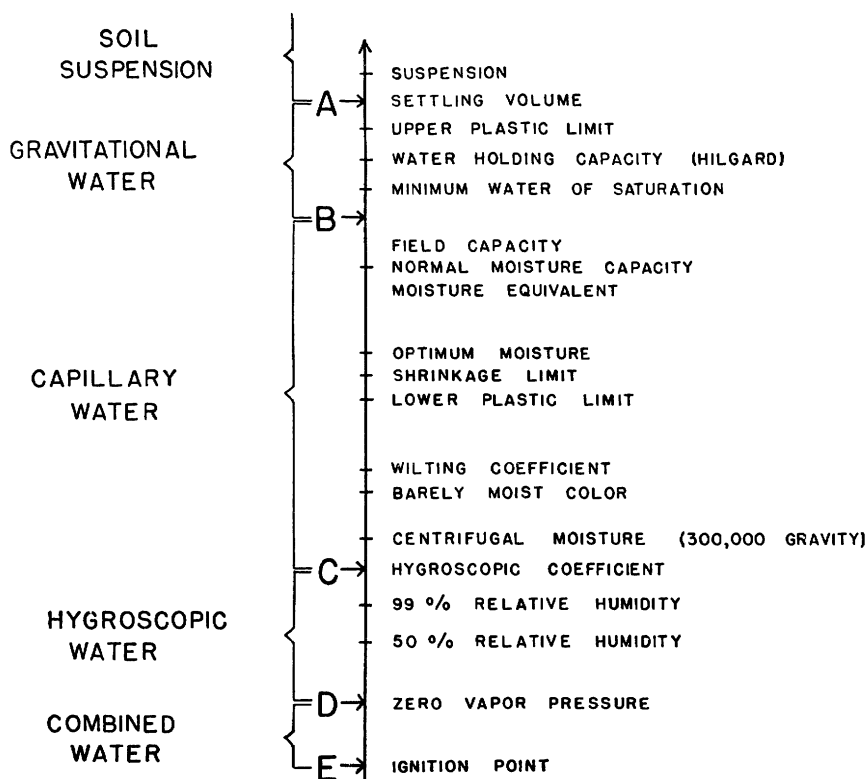 SOIL
SUSPENSION
SUSPENSION
A
SETTLING VOLUME
UPPER PLASTIC LIMIT
GRAVITATIONAL
WATER
WATER HOLDING CAPACITY (HILGARD)
MINIMUM WATER OF SATURATION
B
FIELD CAPACITY
NORMAL MOISTURE CAPACITY
MOISTURE EQUIVALENT
OPTIMUM MOISTURE
SHRINKAGE LIMIT
LOWER PLASTIC LIMIT
CAPILLARY
WATER
WILTING COEFFICIENT
BARELY MOIST COLOR
CENTRIFUGAL MOISTURE (300,000 GRAVITY)
C
HYGROSCOPIC COEFFICIENT
99 % RELATIVE HUMIDITY
HYGROSCOPIC
WATER
50 % RELATIVE HUMIDITY
D
ZERO VAPOR PRESSURE
COMBINED
WATER
E
IGNITION POINT